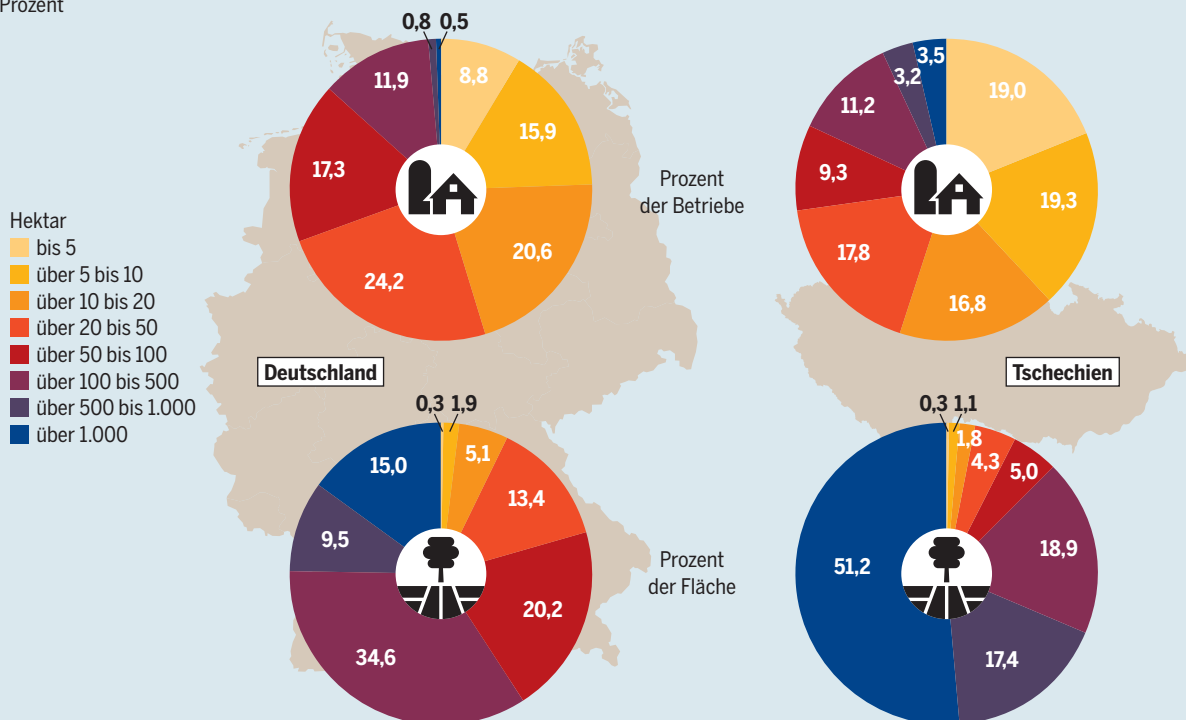 Prozent
0,8 0,5
8,8
15,9
20,6
24,2
17,3
11,9
Prozent
der Betriebe
3,5
3,2
19,0
19,3
16,8
17,8
9,3
11,2
Hektar
bis 5
über 5 bis 10
über 10 bis 20
über 20 bis 50
über 50 bis 100
über 100 bis 500
über 500 bis 1.000
über 1.000
Deutschland
Tschechien
0,3 1,9
5,1
13,4
20,2
34,6
9,5
15,0
Prozent
der Fläche
0,3 1,1
1,8
4,3
5,0
18,9
17,4
51,2